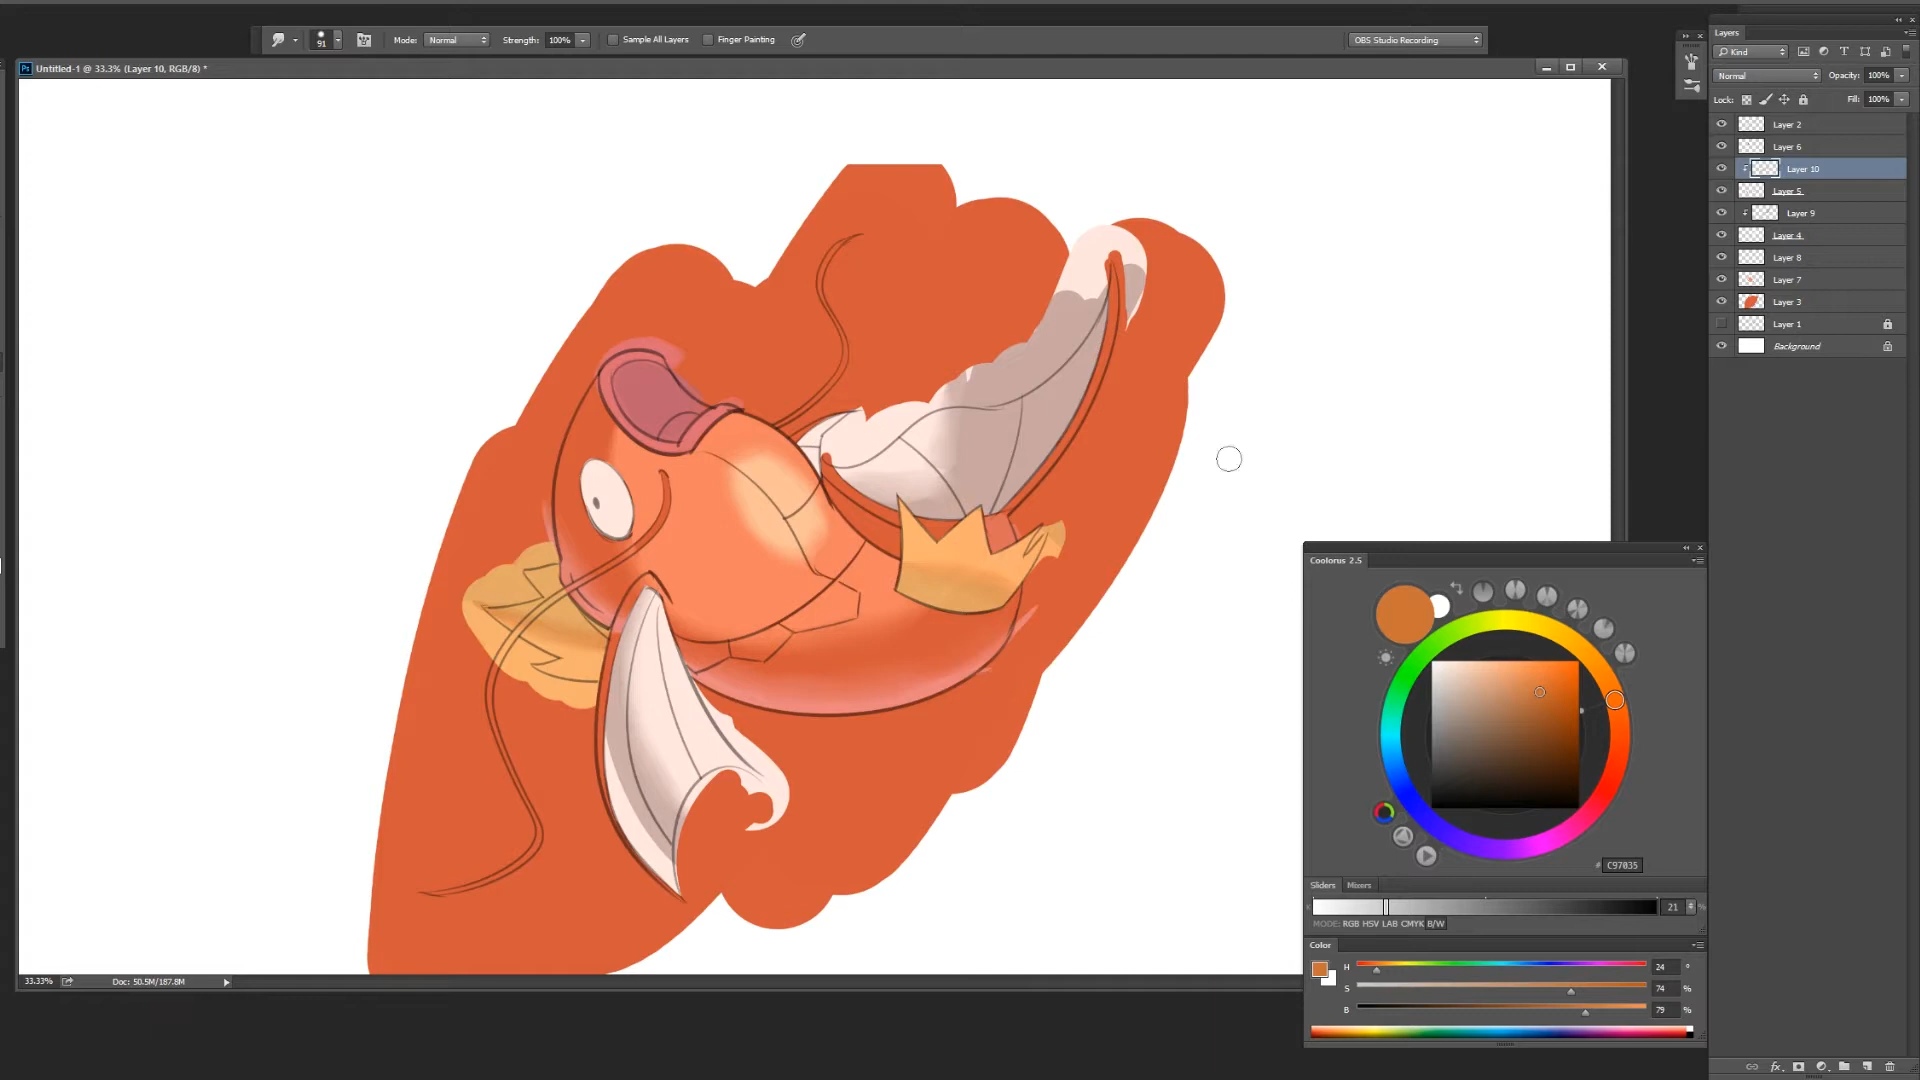 91
Mode: Normal
Strength: 100%
Sample All Layers
Finger Painting
OBS Studio Recording
Ps Untitled-1 @ 33.3% (Layer 10, RGB/8) *
Layers
Kind
Normal
Opacity: 100%
Lock:
Fill: 100%
Layer 2
Layer 6
Layer 10
Layer 5
Layer 9
Layer 4
Layer 8
Layer 7
Layer 3
Layer 1
Background
Coolorus 2.5
# C97035
Sliders Mixers
K 21 %
MODE: RGB HSV LAB CMYK B/W
Color
H 24 °
S 74 %
B 79 %
33.33% Doc: 50.5M/187.8M
fx